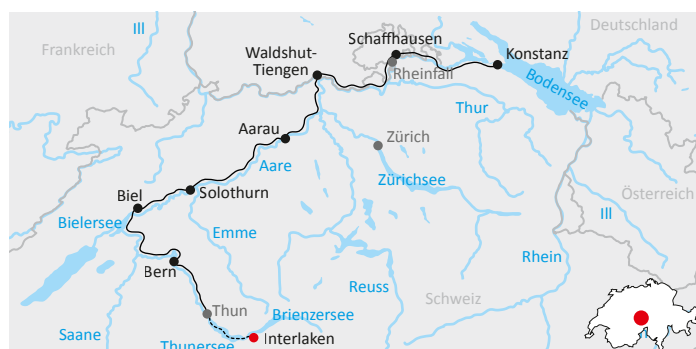 Ill
Deutschland
Frankreich
Schaffhausen
Waldshut-
Tiengen
Konstanz
Rheinfall
Bodensee
Thur
Aarau
Zürich
Aare
Zürichsee
Biel
Solothurn
Österreich
Bielersee
Ill
Emme
Bern
Rhein
Reuss
Schweiz
Thun
Brienzersee
Saane
Thunersee
Interlaken